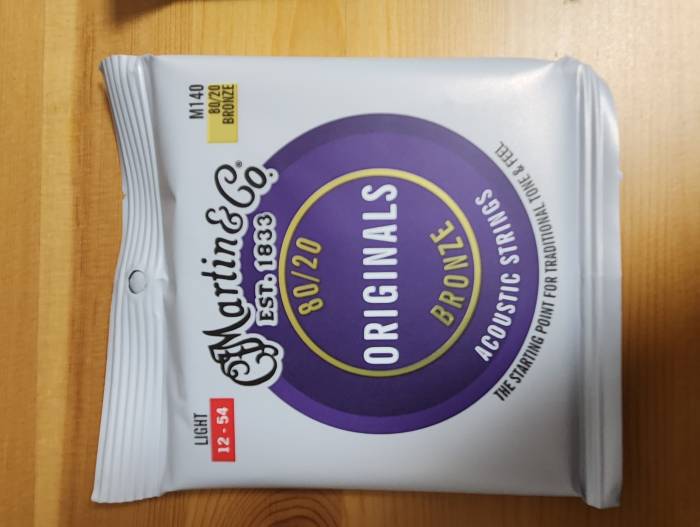 LIGHT
12 - 54
M140
80/20
BRONZE
Martin & Co.®
EST. 1833
80/20
ORIGINALS
BRONZE
ACOUSTIC STRINGS
THE STARTING POINT FOR TRADITIONAL TONE & FEEL